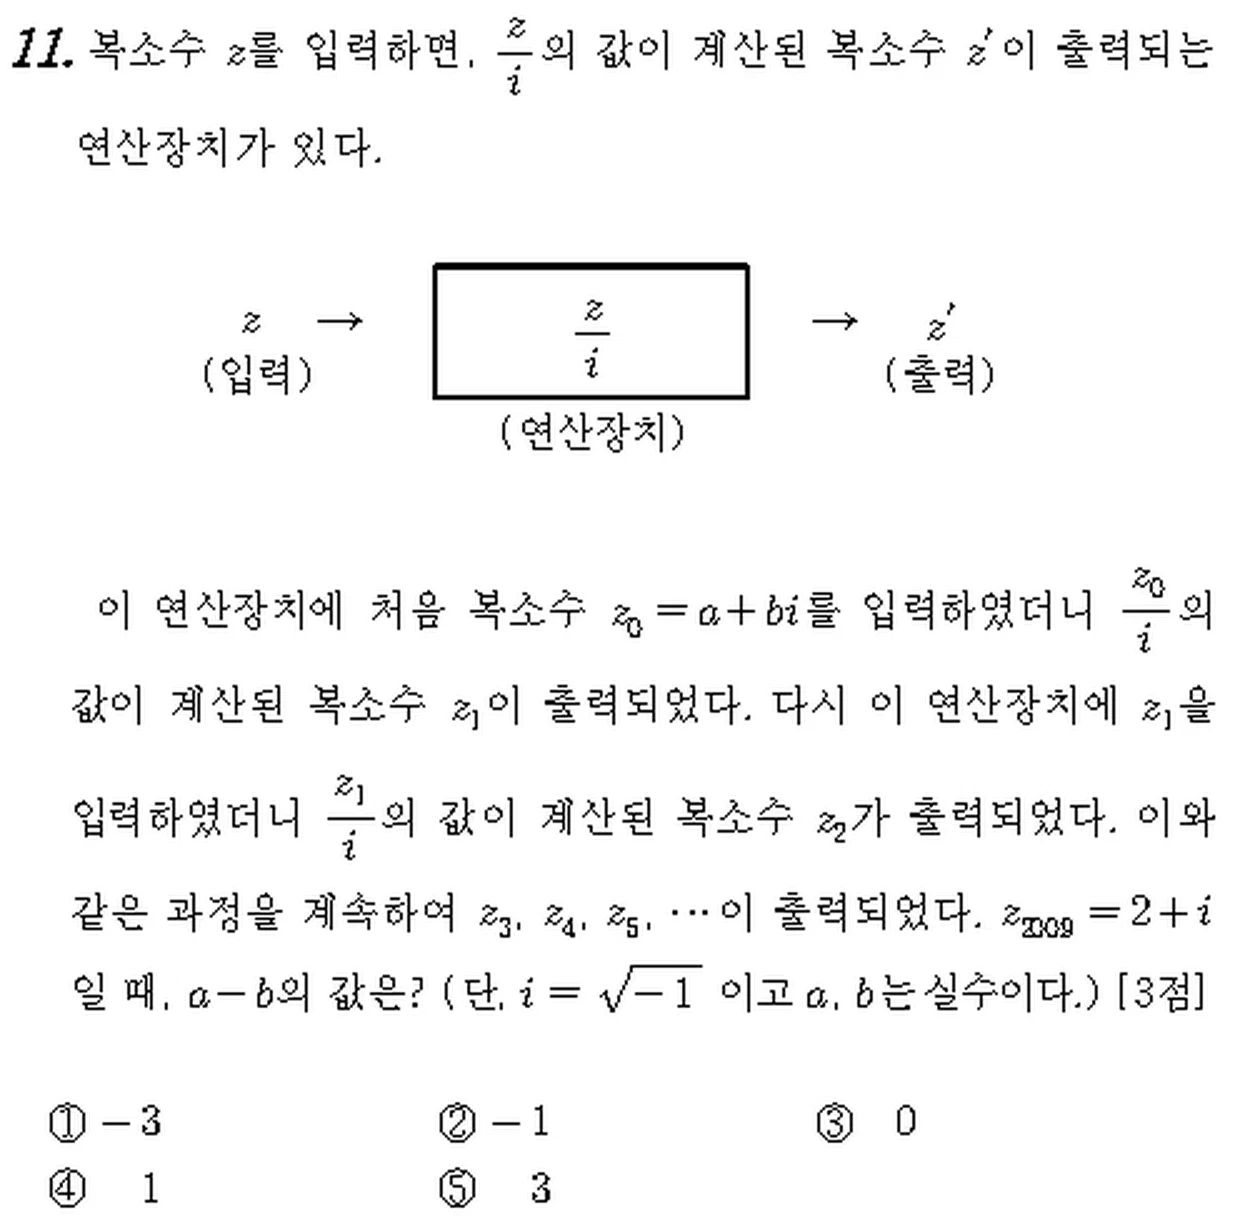 11. 복소수 z를 입력하면, z/i의 값이 계산된 복소수 z′이 출력되는
연산장치가 있다.
z → z/i → z′
(입력) (출력)
(연산장치)
이 연산장치에 처음 복소수 z₀ = a+bi를 입력하였더니 z₀/i의
값이 계산된 복소수 z₁이 출력되었다. 다시 이 연산장치에 z₁을
입력하였더니 z₁/i의 값이 계산된 복소수 z₂가 출력되었다. 이와
같은 과정을 계속하여 z₃, z₄, z₅, ⋯이 출력되었다. z₂₀₀₉ = 2+i
일 때, a-b의 값은? (단, i = √-1 이고 a, b는 실수이다.) [3점]
① -3 ② -1 ③ 0
④ 1 ⑤ 3